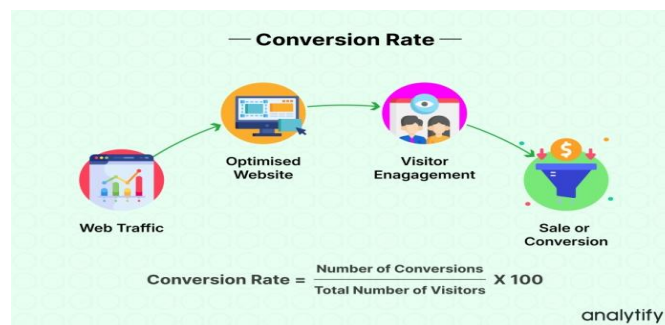 Conversion Rate
Optimised
Website
Visitor
Enagagement
Web Traffic
Sale or
Conversion
$
Conversion Rate = Number of Conversions / Total Number of Visitors X 100
analytify